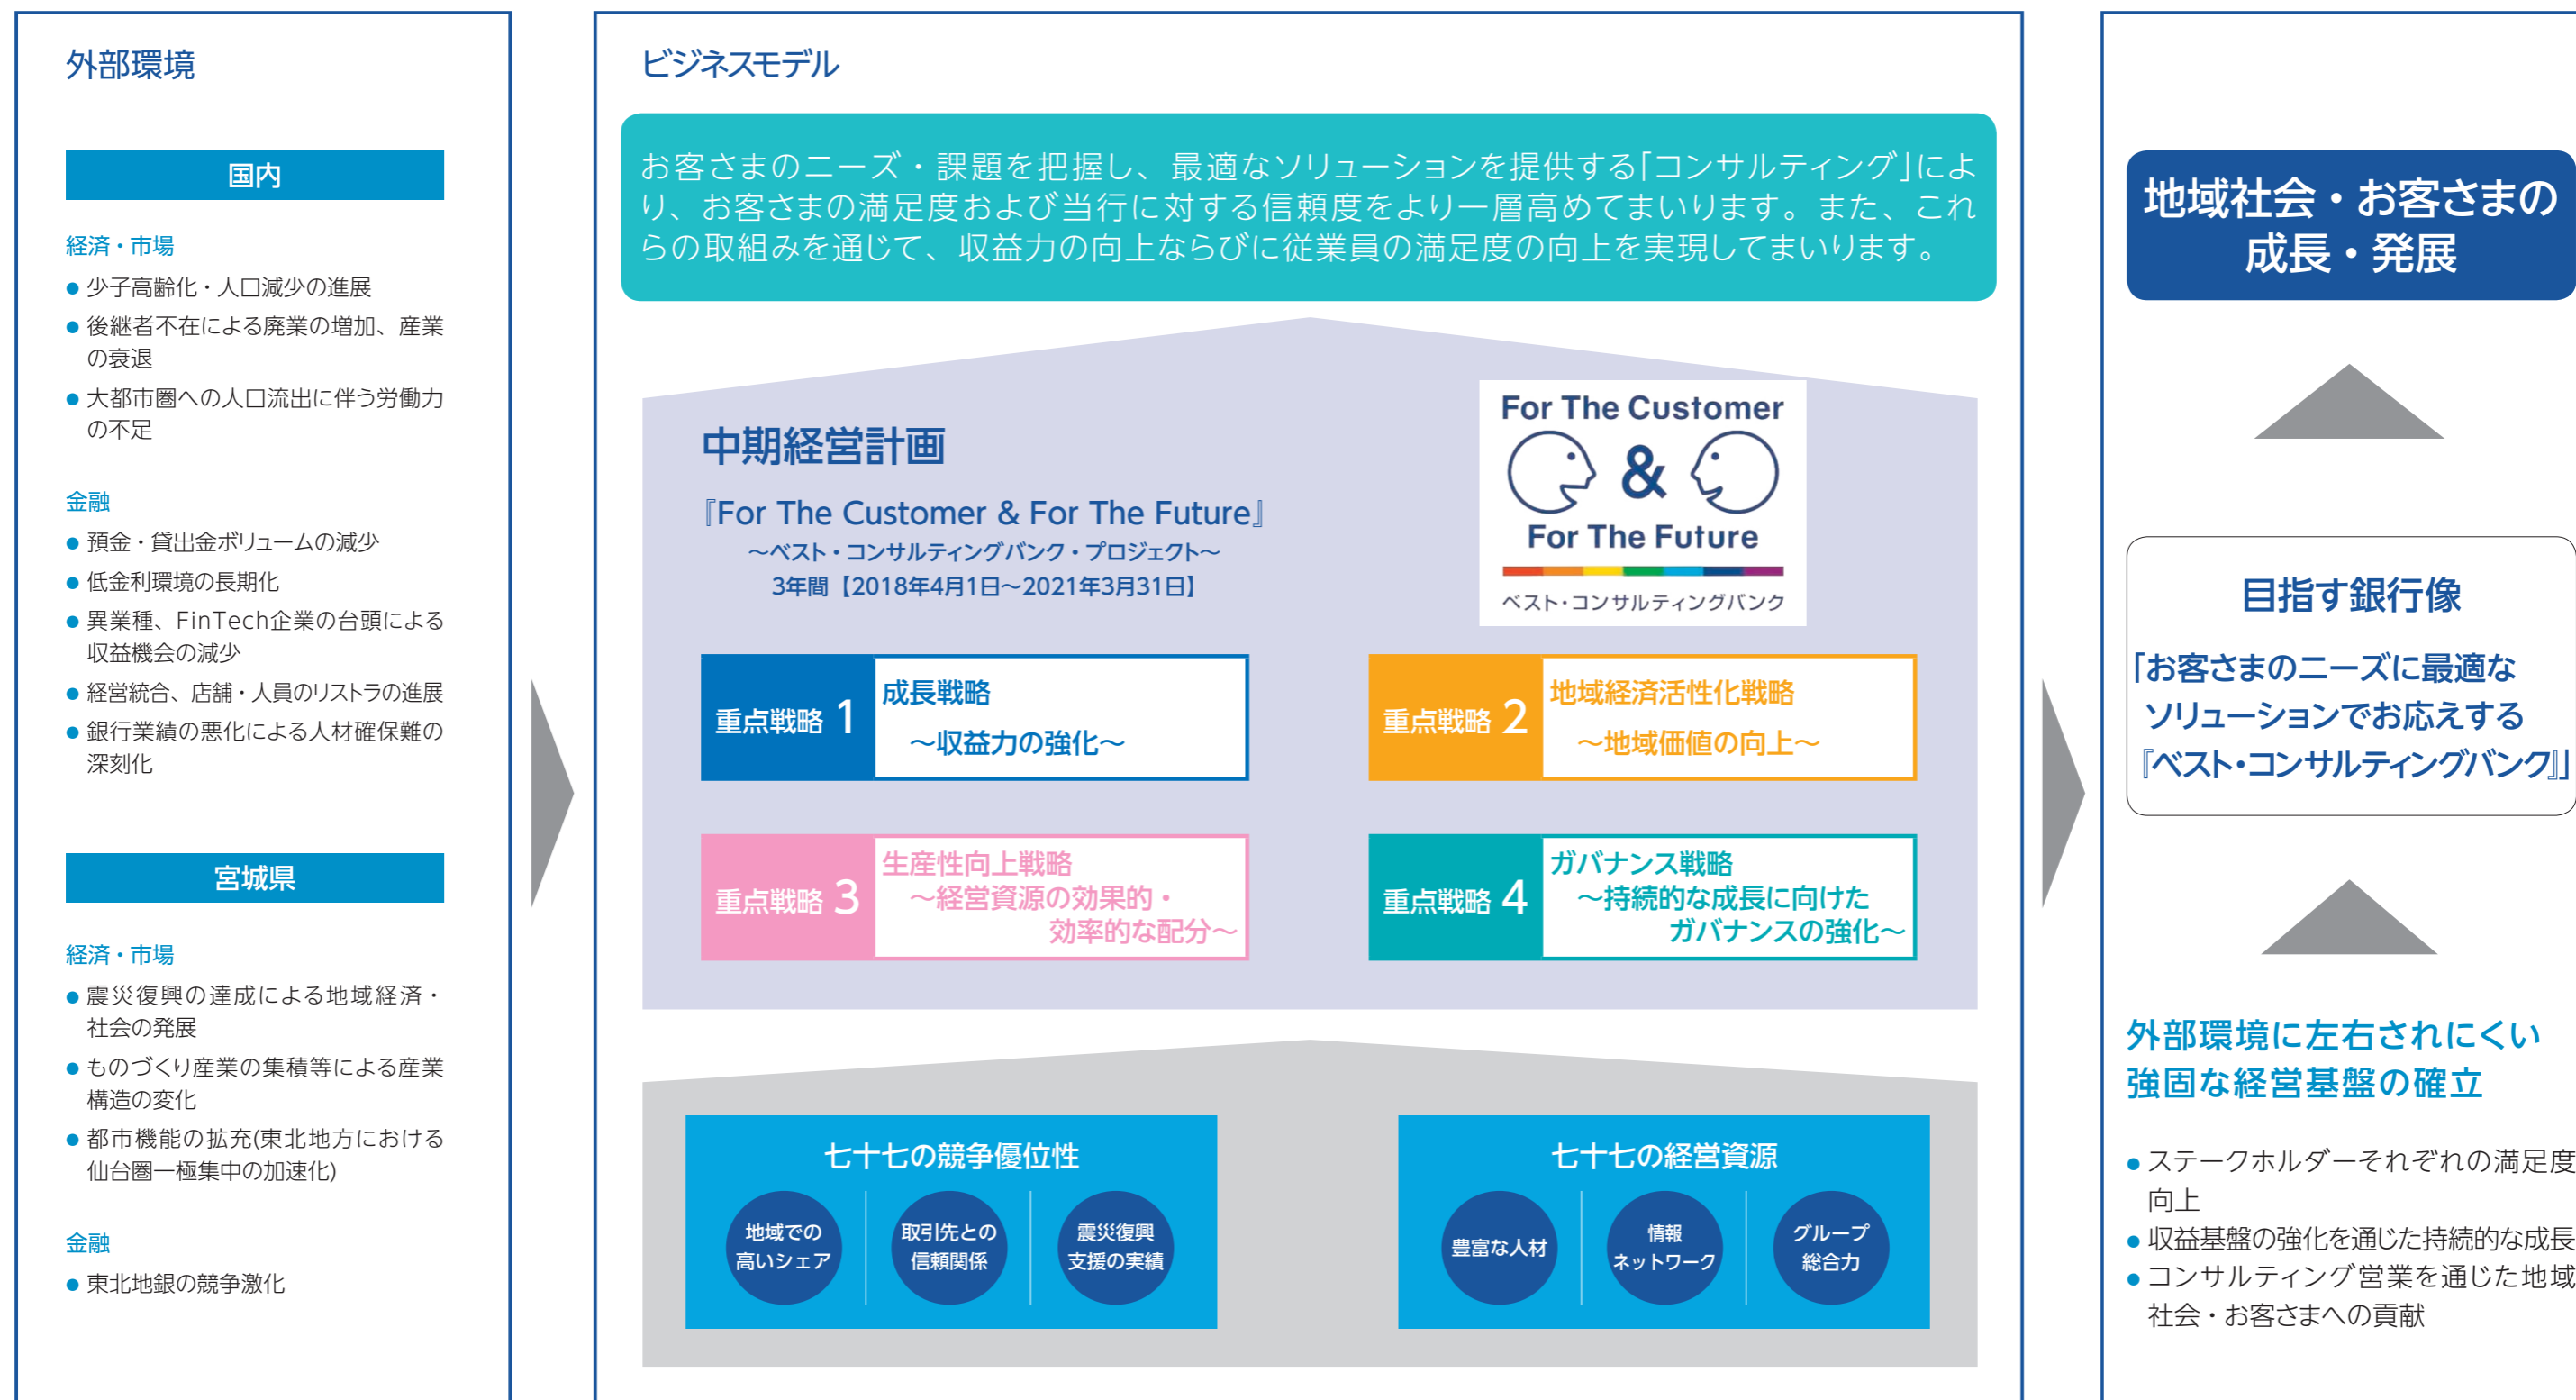 外部環境
国内
経済・市場
● 少子高齢化・人口減少の進展
● 後継者不在による廃業の増加、産業
の衰退
● 大都市圏への人口流出に伴う労働力
の不足
金融
● 預金・貸出金ボリュームの減少
● 低金利環境の長期化
● 異業種、FinTech企業の台頭による
収益機会の減少
● 経営統合、店舗・人員のリストラの進展
● 銀行業績の悪化による人材確保難の
深刻化
宮城県
経済・市場
● 震災復興の達成による地域経済・
社会の発展
● ものづくり産業の集積等による産業
構造の変化
● 都市機能の拡充(東北地方における
仙台圏一極集中の加速化)
金融
● 東北地銀の競争激化
ビジネスモデル
お客さまのニーズ・課題を把握し、最適なソリューションを提供する「コンサルティング」によ
り、お客さまの満足度および当行に対する信頼度をより一層高めてまいります。また、これ
らの取組みを通じて、収益力の向上ならびに従業員の満足度の向上を実現してまいります。
中期経営計画
『For The Customer & For The Future』
～ベスト・コンサルティングバンク・プロジェクト～
3年間【2018年4月1日～2021年3月31日】
For The Customer
&
For The Future
ベスト・コンサルティングバンク
重点戦略 1
成長戦略
～収益力の強化～
重点戦略 2
地域経済活性化戦略
～地域価値の向上～
重点戦略 3
生産性向上戦略
～経営資源の効果的・
効率的な配分～
重点戦略 4
ガバナンス戦略
～持続的な成長に向けた
ガバナンスの強化～
七十七の競争優位性
地域での
高いシェア
取引先との
信頼関係
震災復興
支援の実績
七十七の経営資源
豊富な人材
情報
ネットワーク
グループ
総合力
地域社会・お客さまの
成長・発展
目指す銀行像
「お客さまのニーズに最適な
ソリューションでお応えする
『ベスト・コンサルティングバンク』」
外部環境に左右されにくい
強固な経営基盤の確立
● ステークホルダーそれぞれの満足度
向上
● 収益基盤の強化を通じた持続的な成長
● コンサルティング営業を通じた地域
社会・お客さまへの貢献